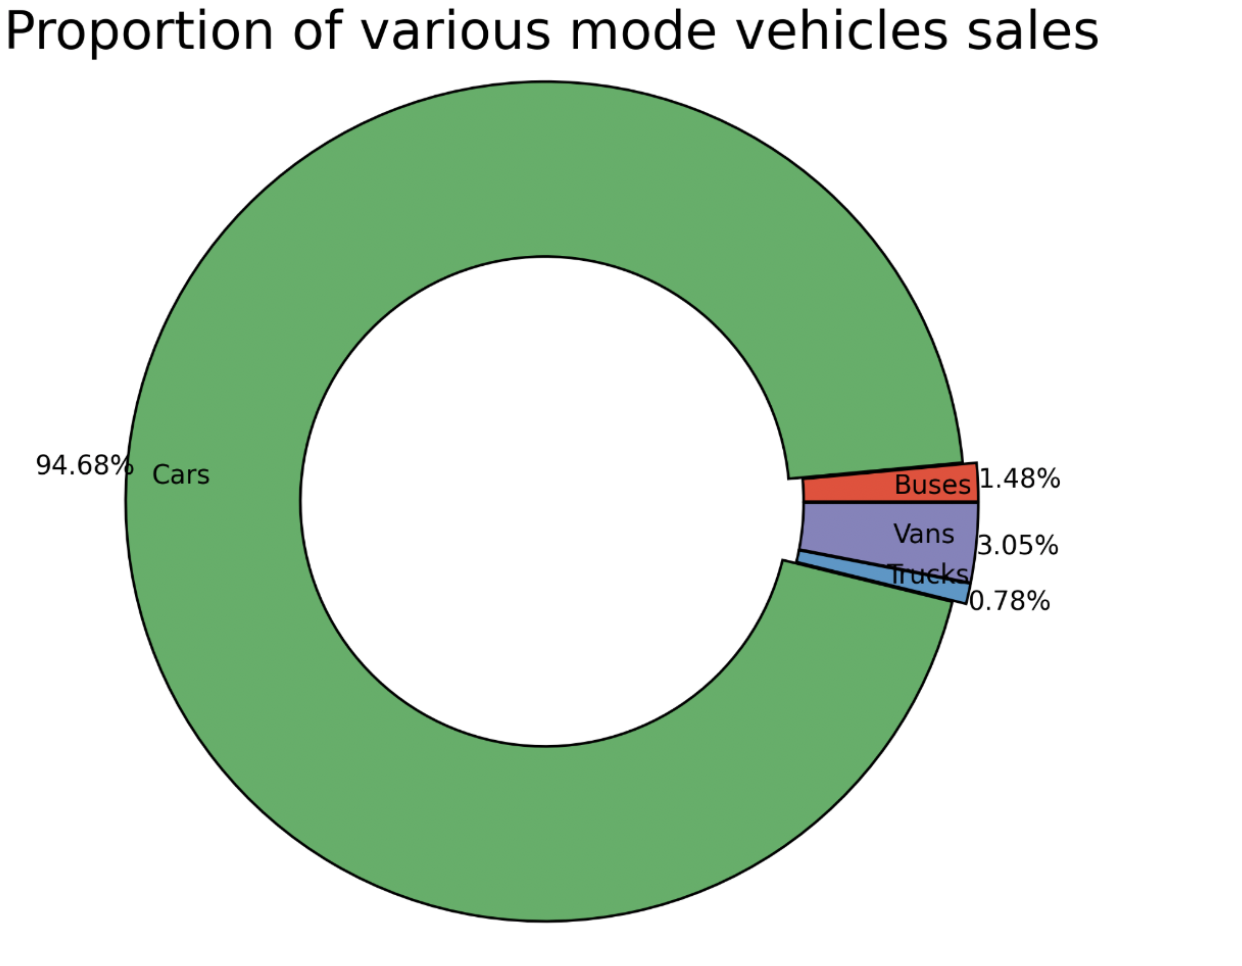 Proportion of various mode vehicles sales
94.68%
Cars
Buses
1.48%
Vans
3.05%
Trucks
0.78%